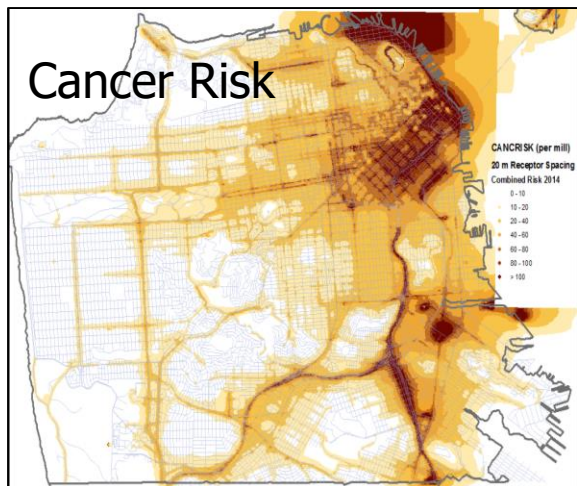 Cancer Risk
CANCRISK (per mill)
20 m Receptor Spacing
Combined Risk 2014
0 - 10
10 - 20
20 - 40
40 - 60
60 - 80
80 - 100
> 100